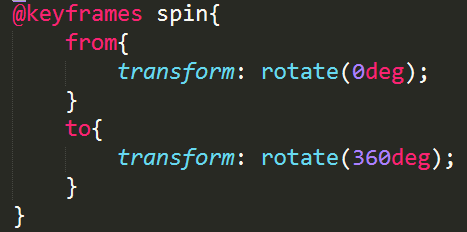 @keyframes spin{
    from{
        transform: rotate(0deg);
    }
    to{
        transform: rotate(360deg);
    }
}